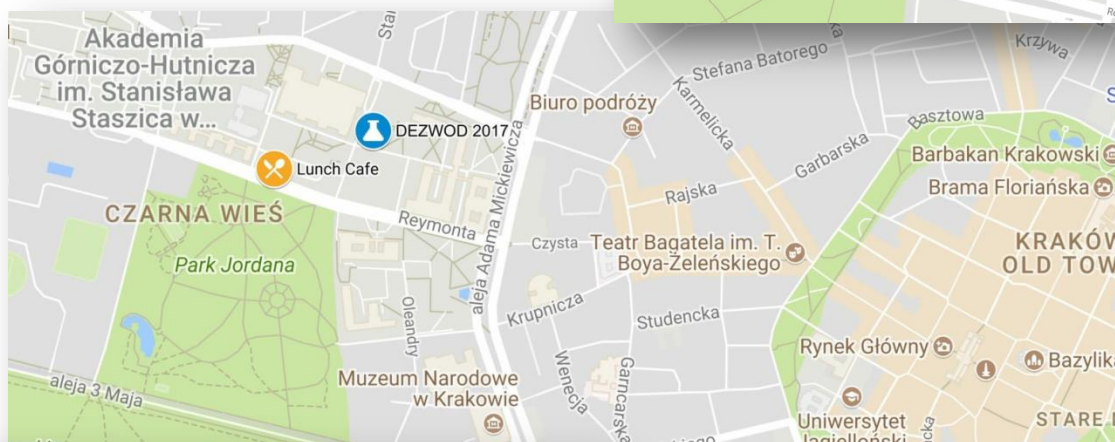 Akademia
Górniczo-Hutnicza
im. Stanisława
Staszica w...
DEZWOD 2017
Lunch Cafe
CZARNA WIEŚ
Park Jordana
Reymonta
aleja Adama Mickiewicza
Oleandry
aleja 3 Maja
Muzeum Narodowe
w Krakowie
Biuro podróży
Stefana Batorego
Karmelicka
Rajska
Garbarska
Czysta
Teatr Bagatela im. T.
Boya-Żeleńskiego
Krupnicza
Studencka
Wenecja
Garncarska
Krzywa
Basztowa
Barbakan Krakowski
Brama Floriańska
KRAKÓW
OLD TOW
Rynek Główny
Bazylik
Uniwersytet
Jagielloński
STARE